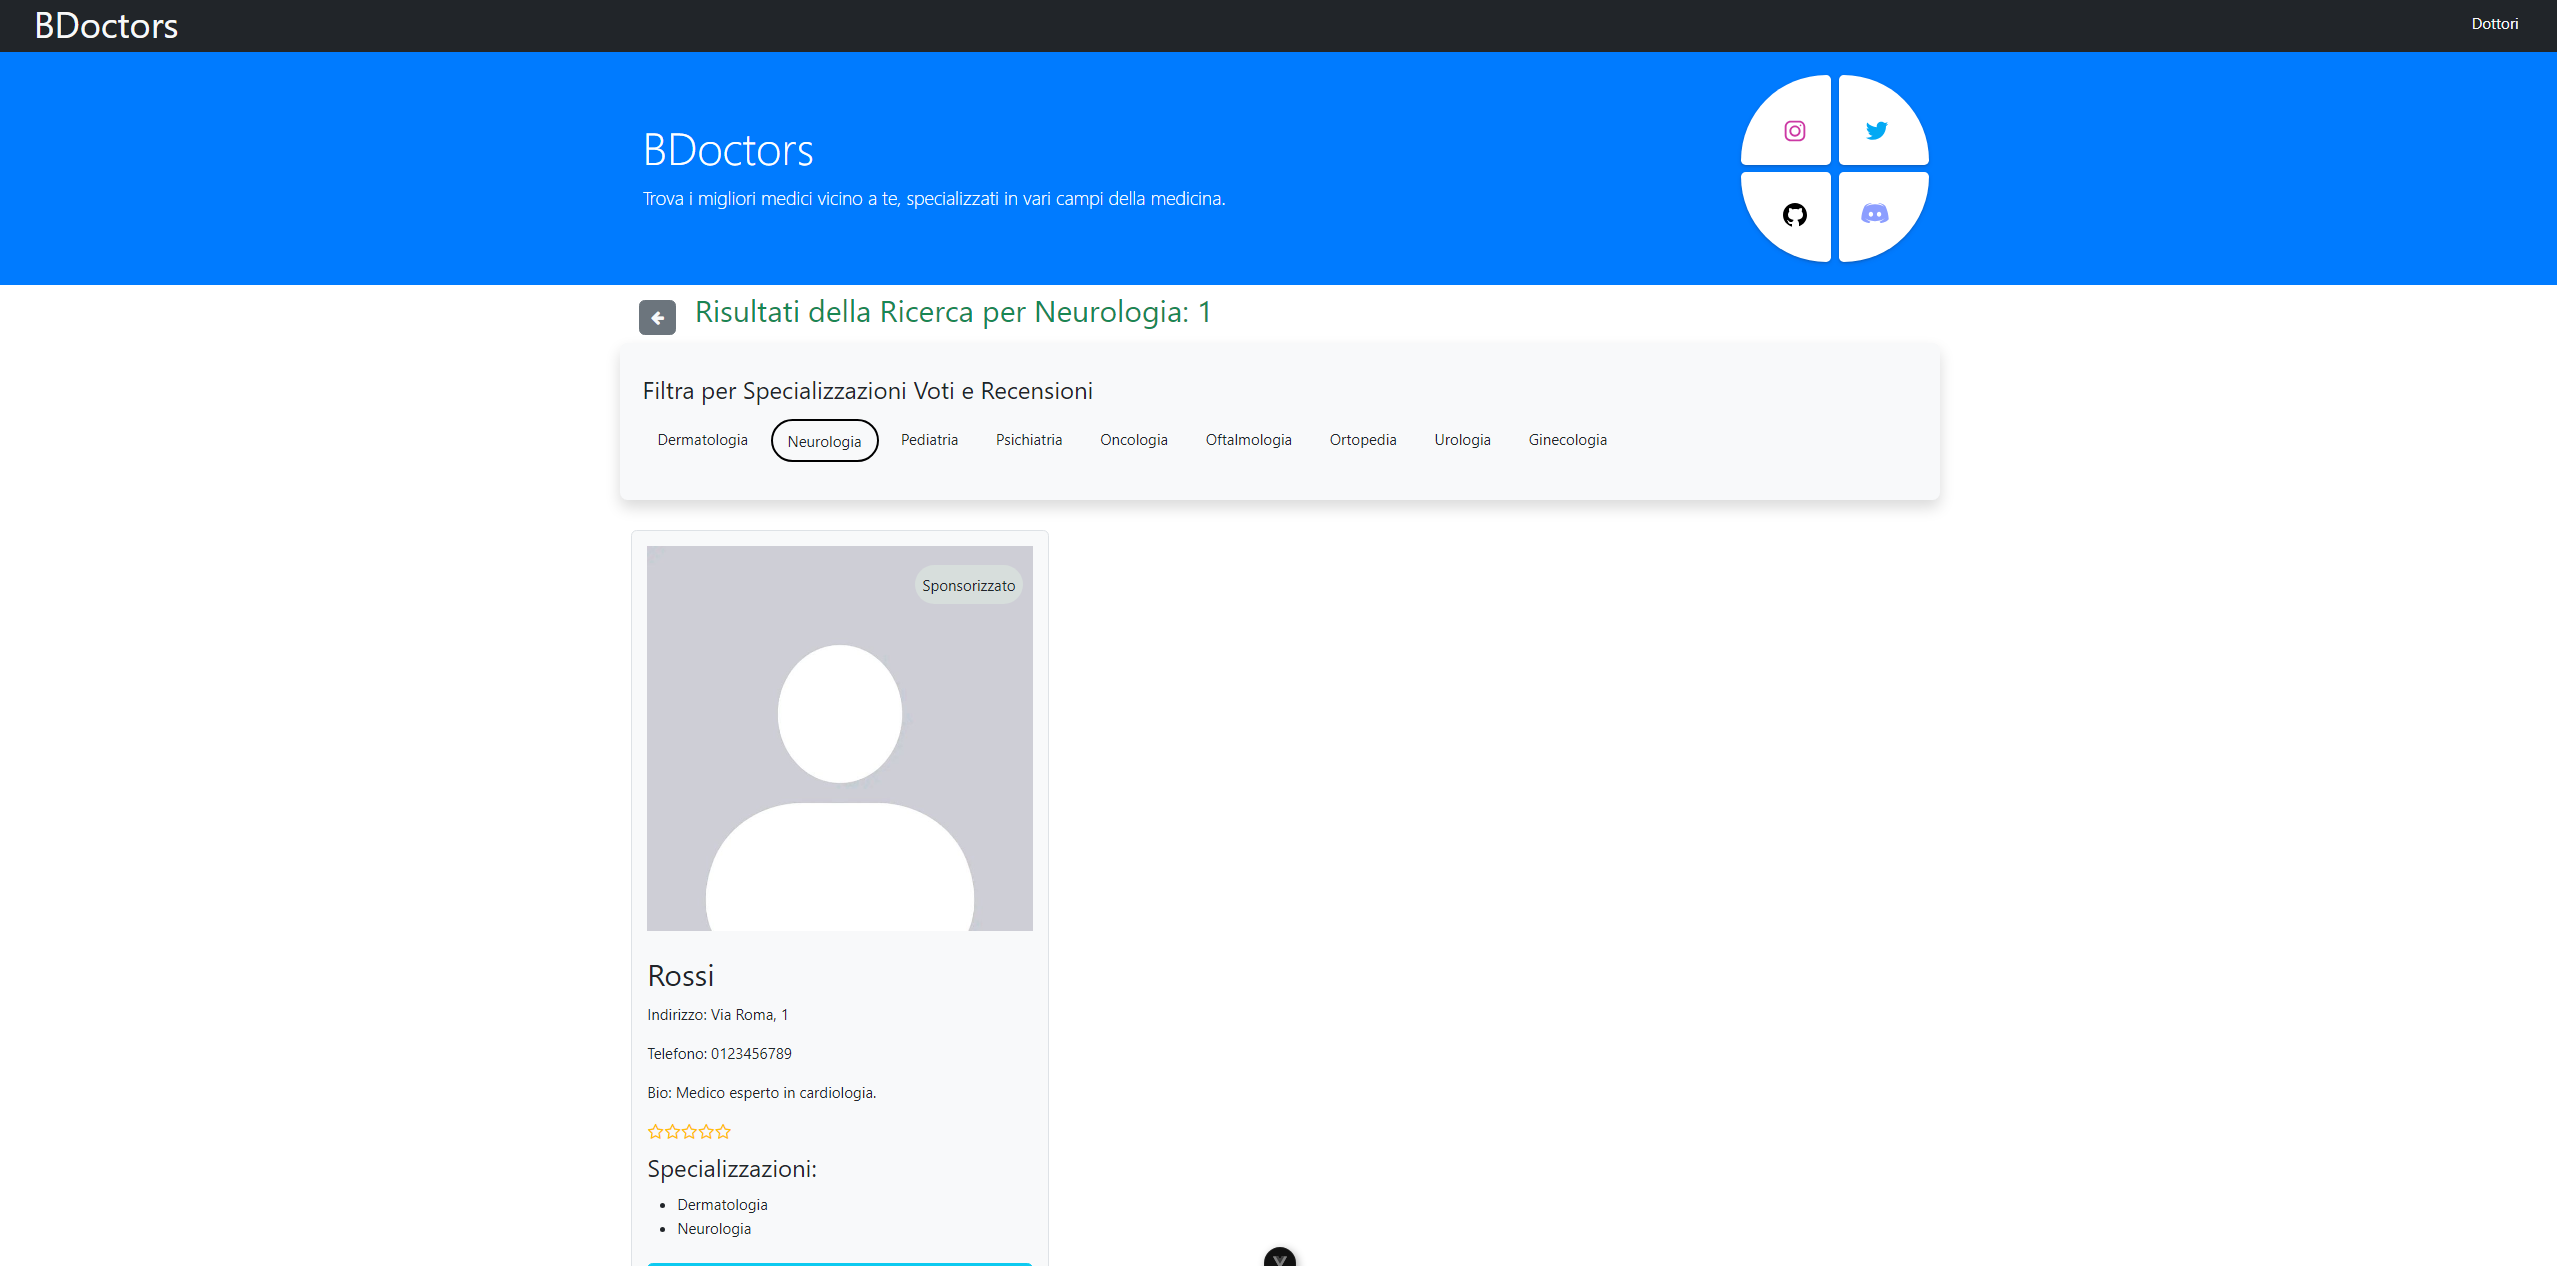 BDoctors
Dottori
BDoctors
Trova i migliori medici vicino a te, specializzati in vari campi della medicina.
Risultati della Ricerca per Neurologia: 1
Filtra per Specializzazioni Voti e Recensioni
Dermatologia Neurologia Pediatria Psichiatria Oncologia Oftalmologia Ortopedia Urologia Ginecologia
Sponsorizzato
Rossi
Indirizzo: Via Roma, 1
Telefono: 0123456789
Bio: Medico esperto in cardiologia.
Specializzazioni:
Dermatologia
Neurologia